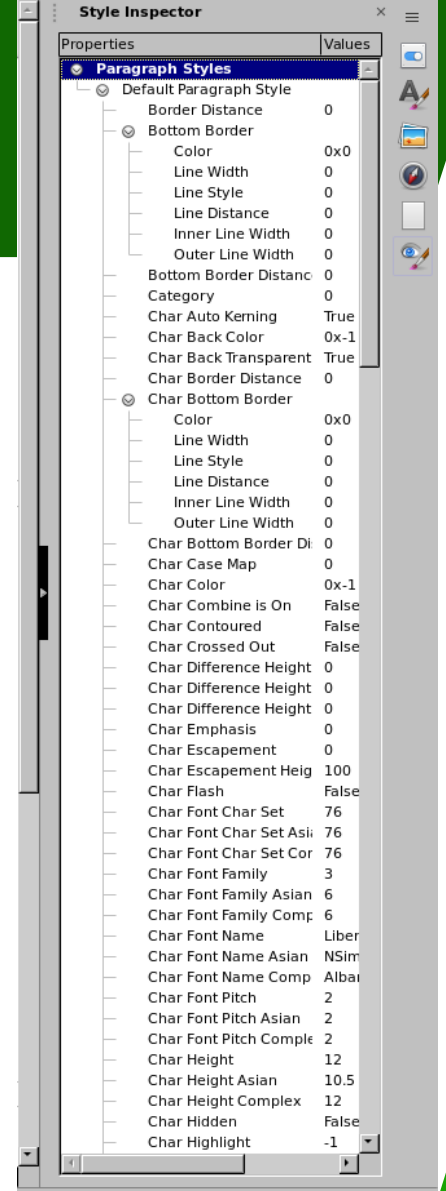 Style Inspector
Properties Values
Paragraph Styles
Default Paragraph Style
Border Distance 0
Bottom Border
Color 0x0
Line Width 0
Line Style 0
Line Distance 0
Inner Line Width 0
Outer Line Width 0
Bottom Border Distanc 0
Category 0
Char Auto Kerning True
Char Back Color 0x-1
Char Back Transparent True
Char Border Distance 0
Char Bottom Border
Color 0x0
Line Width 0
Line Style 0
Line Distance 0
Inner Line Width 0
Outer Line Width 0
Char Bottom Border Di 0
Char Case Map 0
Char Color 0x-1
Char Combine is On False
Char Contoured False
Char Crossed Out False
Char Difference Height 0
Char Difference Height 0
Char Difference Height 0
Char Emphasis 0
Char Escapement 0
Char Escapement Heig 100
Char Flash False
Char Font Char Set 76
Char Font Char Set Asi 76
Char Font Char Set Cor 76
Char Font Family 3
Char Font Family Asian 6
Char Font Family Comp 6
Char Font Name Liber
Char Font Name Asian NSim
Char Font Name Comp Alba
Char Font Pitch 2
Char Font Pitch Asian 2
Char Font Pitch Comple 2
Char Height 12
Char Height Asian 10.5
Char Height Complex 12
Char Hidden False
Char Highlight -1